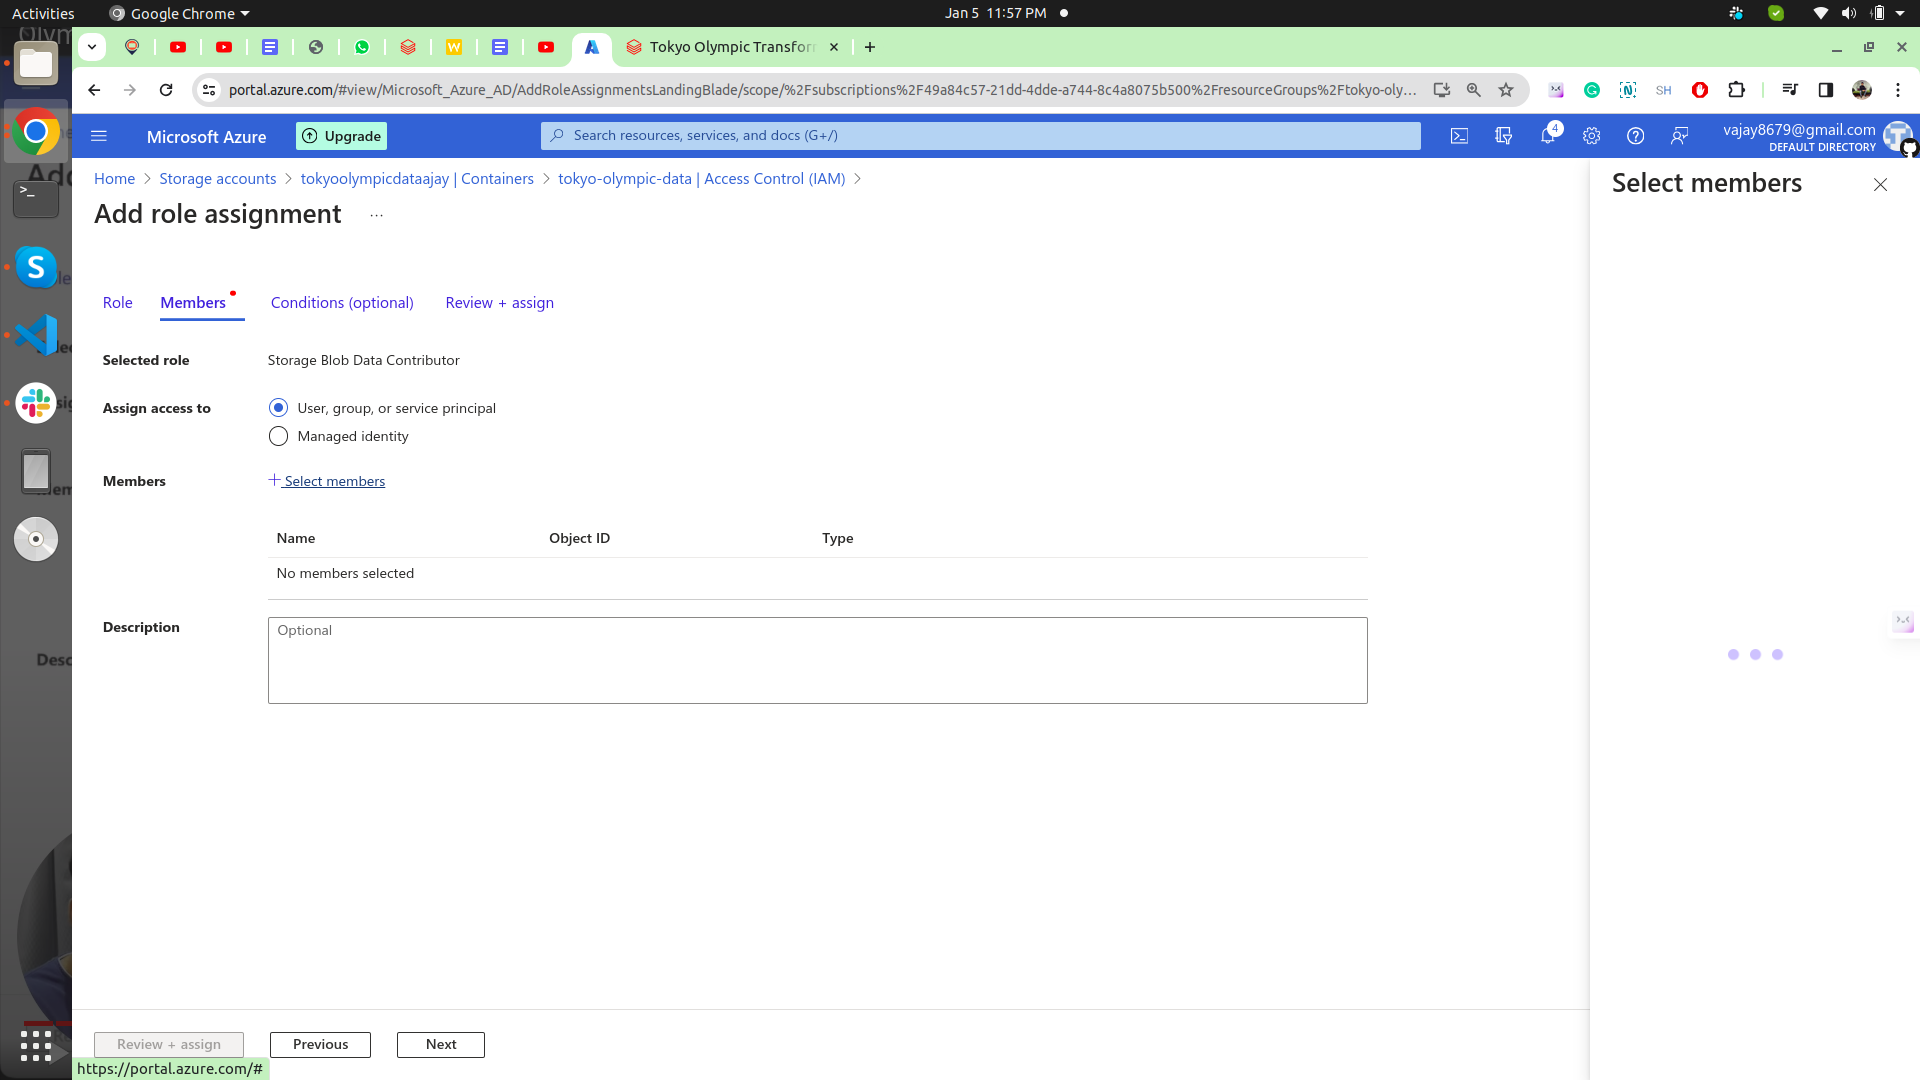 Activities
Google Chrome
Jan 5 11:57 PM
Tokyo Olympic Transfor
portal.azure.com/#view/Microsoft_Azure_AD/AddRoleAssignmentsLandingBlade/scope/%2Fsubscriptions%2F49a84c57-21dd-4dde-a744-8c4a8075b500%2FresourceGroups%2Ftokyo-oly...
SH
Microsoft Azure
Upgrade
Search resources, services, and docs (G+/)
4
vajay8679@gmail.com
DEFAULT DIRECTORY
Home > Storage accounts > tokyoolympicdataajay | Containers > tokyo-olympic-data | Access Control (IAM) >
Add role assignment ...
Select members
Role
Members
Conditions (optional)
Review + assign
Selected role
Storage Blob Data Contributor
Assign access to
User, group, or service principal
Managed identity
Members
+ Select members
Name
Object ID
Type
No members selected
Description
Optional
Review + assign
Previous
Next
https://portal.azure.com/#